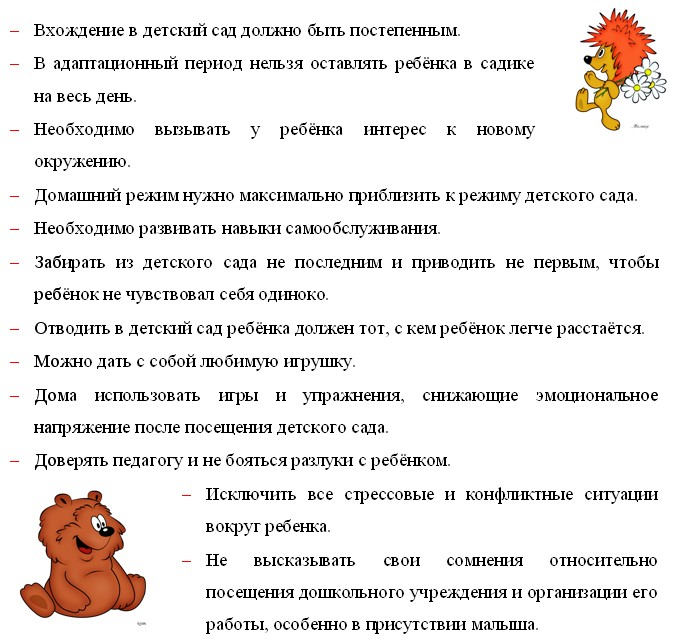 – Вхождение в детский сад должно быть постепенным.
– В адаптационный период нельзя оставлять ребёнка в садике
на весь день.
– Необходимо вызывать у ребёнка интерес к новому
окружению.
– Домашний режим нужно максимально приблизить к режиму детского сада.
– Необходимо развивать навыки самообслуживания.
– Забирать из детского сада не последним и приводить не первым, чтобы
ребёнок не чувствовал себя одиноко.
– Отводить в детский сад ребёнка должен тот, с кем ребёнок легче расстаётся.
– Можно дать с собой любимую игрушку.
– Дома использовать игры и упражнения, снижающие эмоциональное
напряжение после посещения детского сада.
– Доверять педагогу и не бояться разлуки с ребёнком.
– Исключить все стрессовые и конфликтные ситуации
вокруг ребенка.
– Не высказывать свои сомнения относительно
посещения дошкольного учреждения и организации его
работы, особенно в присутствии малыша.